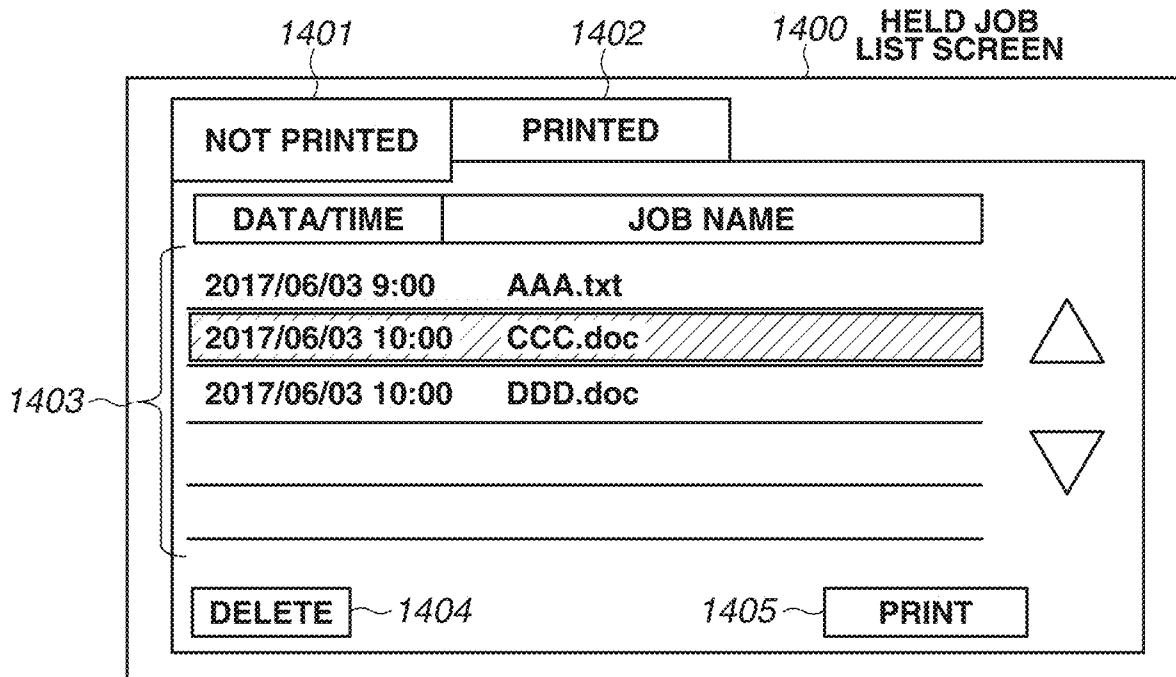 1401
1402
1400
HELD JOB
LIST SCREEN
NOT PRINTED
PRINTED
DATA/TIME JOB NAME
2017/06/03 9:00 AAA.txt
2017/06/03 10:00 CCC.doc
2017/06/03 10:00 DDD.doc
1403
DELETE 1404 1405 PRINT